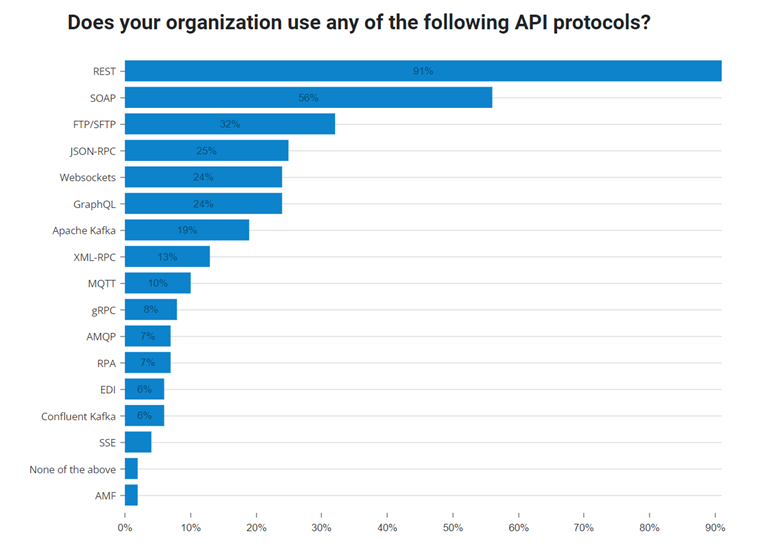 Does your organization use any of the following API protocols?
REST 91%
SOAP 56%
FTP/SFTP 32%
JSON-RPC 25%
Websockets 24%
GraphQL 24%
Apache Kafka 19%
XML-RPC 13%
MQTT 10%
gRPC 8%
AMQP 7%
RPA 7%
EDI 6%
Confluent Kafka 6%
SSE
None of the above
AMF
0% 10% 20% 30% 40% 50% 60% 70% 80% 90%